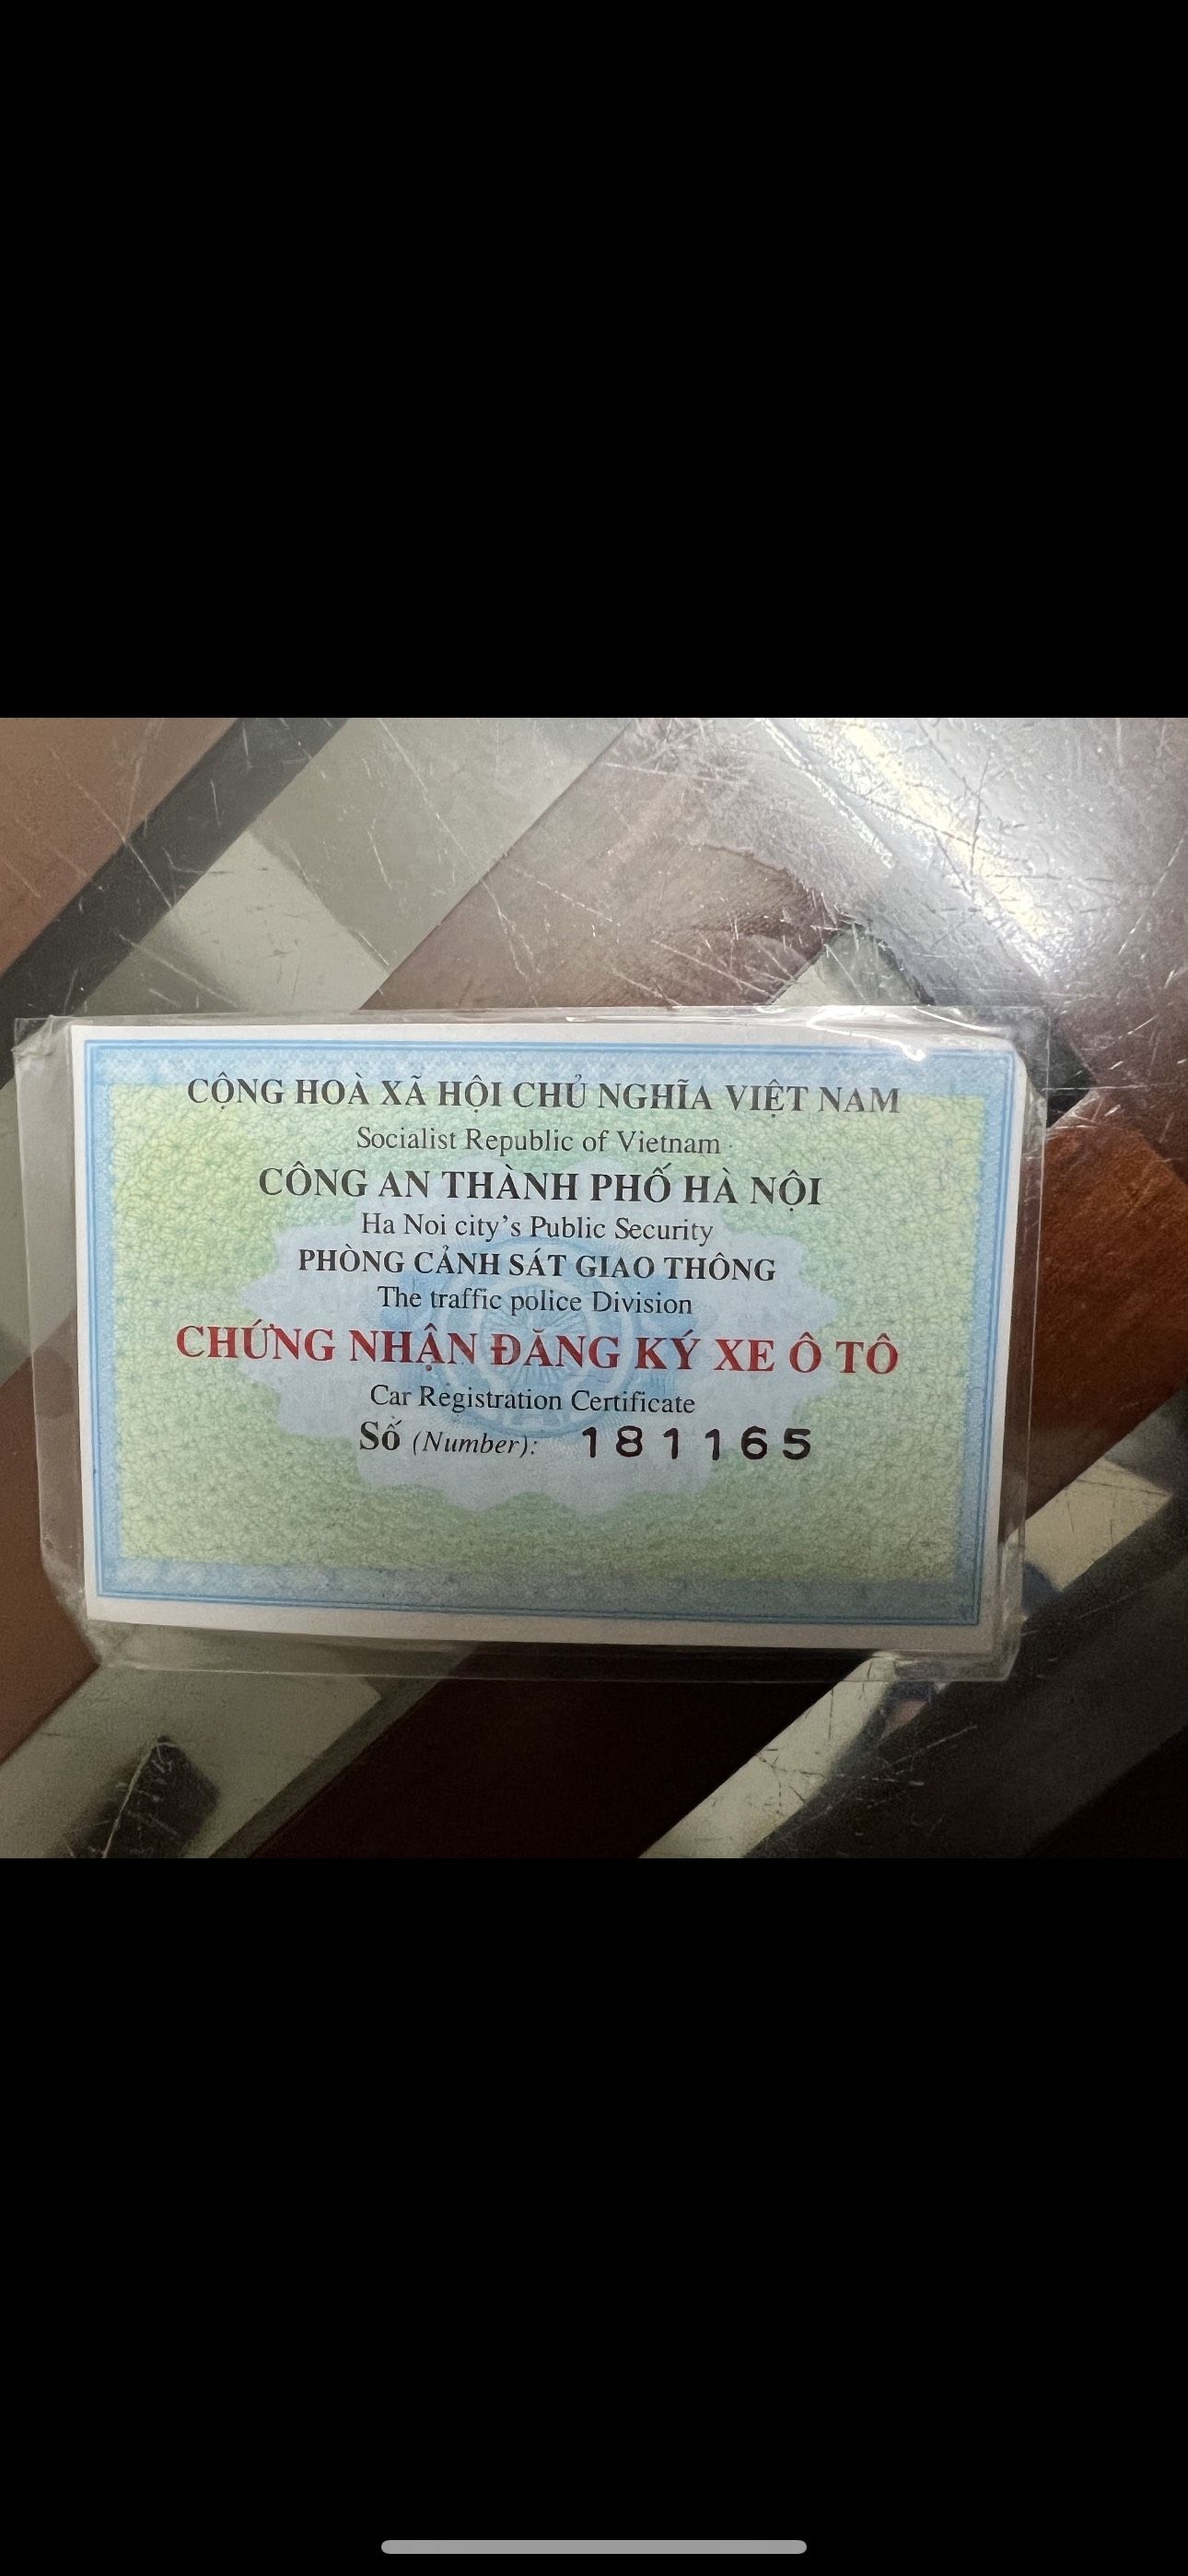 CỘNG HOÀ XÃ HỘI CHỦ NGHĨA VIỆT NAM
Socialist Republic of Vietnam
CÔNG AN THÀNH PHỐ HÀ NỘI
Ha Noi city's Public Security
PHÒNG CẢNH SÁT GIAO THÔNG
The traffic police Division
CHỨNG NHẬN ĐĂNG KÝ XE Ô TÔ
Car Registration Certificate
Số (Number): 181165